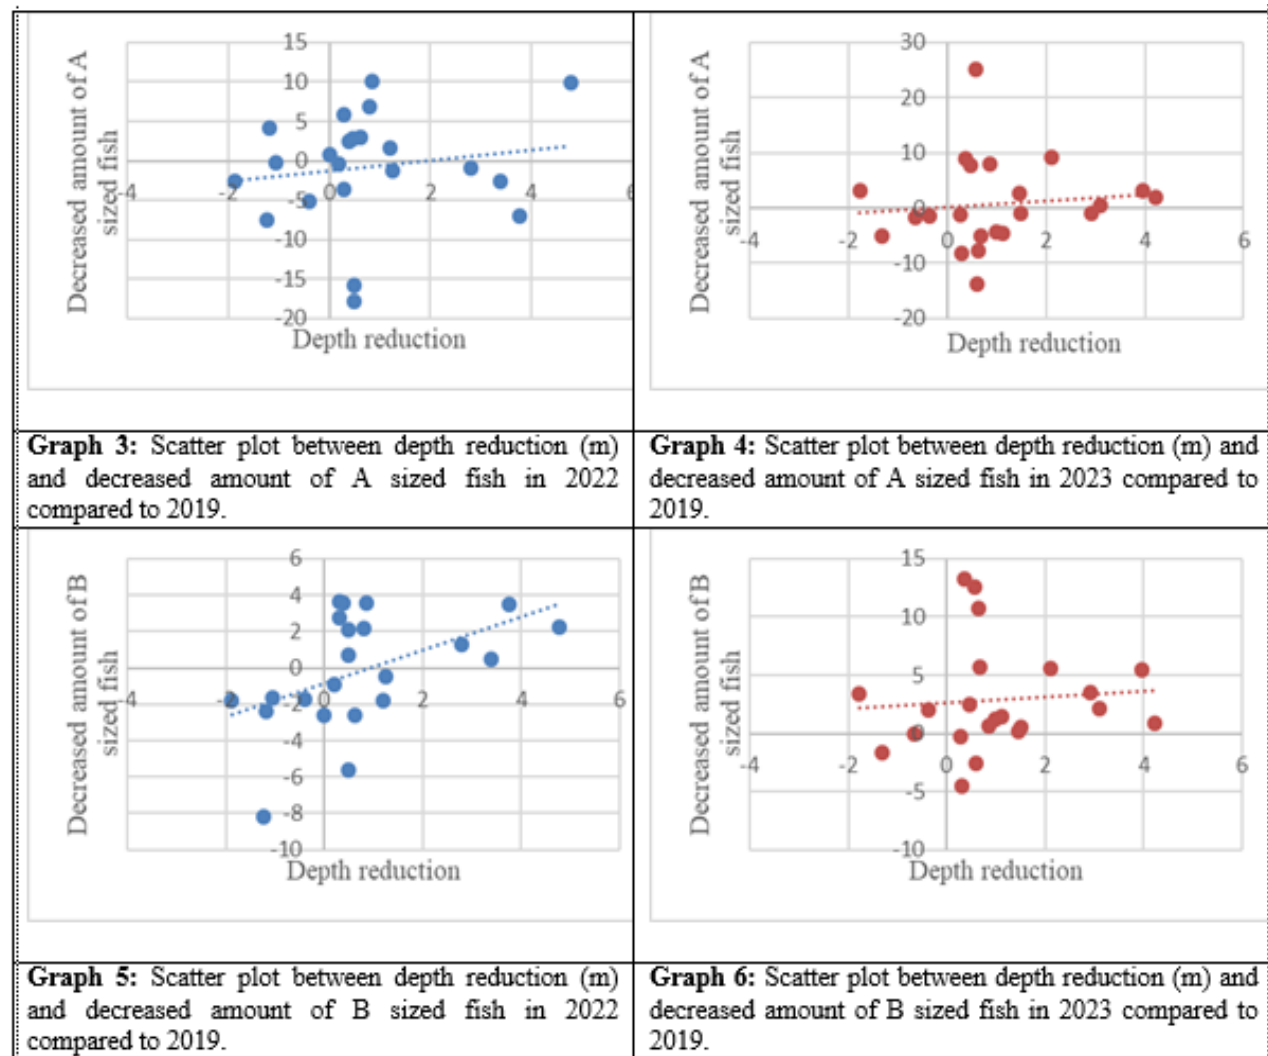 15
10
5
0
-5
-10
-15
-20
-4
-2
0
2
4
6
Decreased amount of A
sized fish
Depth reduction
30
20
10
0
-10
-20
-4
-2
0
2
4
6
Decreased amount of A
sized fish
Depth reduction
Graph 3: Scatter plot between depth reduction (m)
and decreased amount of A sized fish in 2022
compared to 2019.
Graph 4: Scatter plot between depth reduction (m) and
decreased amount of A sized fish in 2023 compared to
2019.
6
4
2
0
-2
-4
-6
-8
-10
-4
-2
0
2
4
6
Decreased amount of B
sized fish
Depth reduction
15
10
5
0
-5
-10
-4
-2
0
2
4
6
Decreased amount of B
sized fish
Depth reduction
Graph 5: Scatter plot between depth reduction (m)
and decreased amount of B sized fish in 2022
compared to 2019.
Graph 6: Scatter plot between depth reduction (m) and
decreased amount of B sized fish in 2023 compared to
2019.